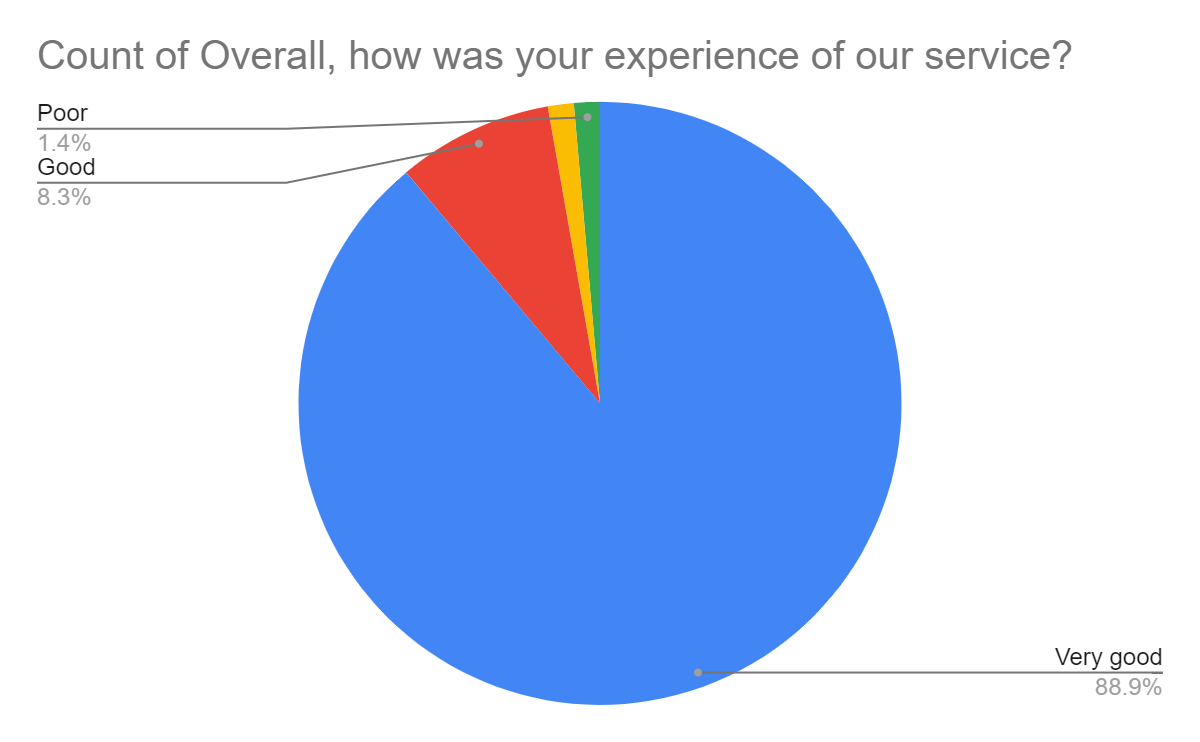 Count of Overall, how was your experience of our service?
Poor
1.4%
Good
8.3%
Very good
88.9%